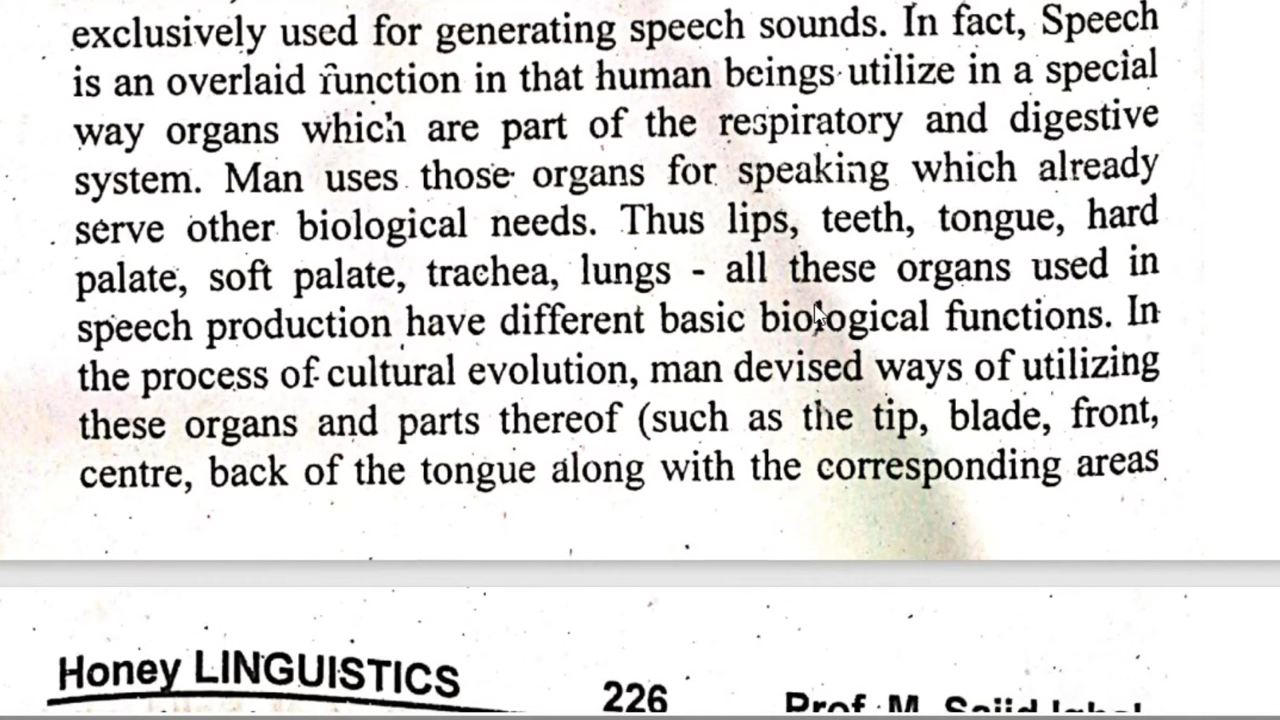 exclusively used for generating speech sounds. In fact, Speech
is an overlaid function in that human beings utilize in a special
way organs which are part of the respiratory and digestive
system. Man uses those organs for speaking which already
serve other biological needs. Thus lips, teeth, tongue, hard
palate, soft palate, trachea, lungs - all these organs used in
speech production have different basic biological functions. In
the process of cultural evolution, man devised ways of utilizing
these organs and parts thereof (such as the tip, blade, front,
centre, back of the tongue along with the corresponding areas
Honey LINGUISTICS 226 Prof. M. Sajid Iqbal